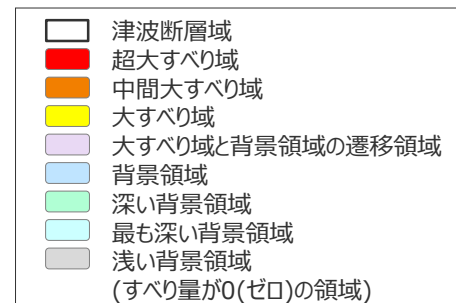 津波断層域
超大すべり域
中間大すべり域
大すべり域
大すべり域と背景領域の遷移領域
背景領域
深い背景領域
最も深い背景領域
浅い背景領域
(すべり量が0(ゼロ)の領域)